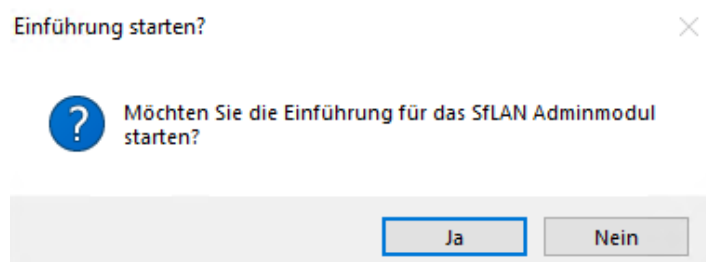 Einführung starten?
Möchten Sie die Einführung für das SfLAN Adminmodul
starten?
Ja
Nein